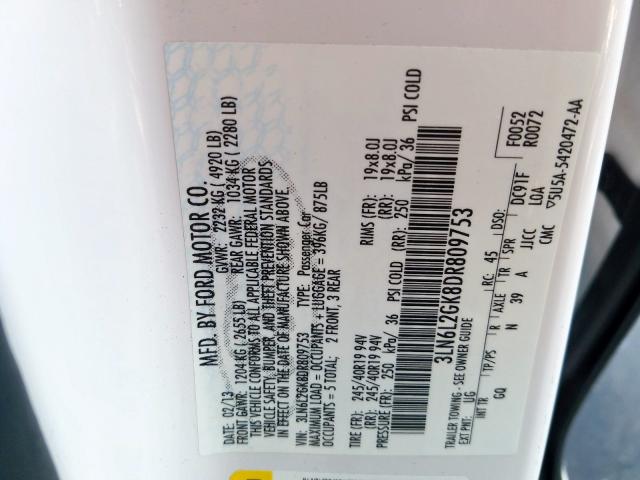 MFD. BY FORD MOTOR CO.
DATE: 02/13 GVWR: 2232 KG ( 4920 LB)
FRONT GAWR: 1204 KG ( 2655 LB) REAR GAWR: 1034 KG ( 2280 LB)
THIS VEHICLE CONFORMS TO ALL APPLICABLE FEDERAL MOTOR
VEHICLE SAFETY, BUMPER, AND THEFT PREVENTION STANDARDS
IN EFFECT ON THE DATE OF MANUFACTURE SHOWN ABOVE.
VIN: 3LN6L2GK8DR809753 TYPE: Passenger Car
MAXIMUM LOAD = OCCUPANTS + LUGGAGE = 396KG/ 875LB
OCCUPANTS = 5 TOTAL: 2 FRONT, 3 REAR
TIRE (FR): 245/40R19 94V RIMS (FR): 19x8.0J
(RR): 245/40R19 94V (RR): 19x8.0J
PRESSURE (FR): 250 kPa/ 36 PSI COLD (RR): 250 kPa/ 36 PSI COLD
3LN6L2GK8DR809753
TRAILER TOWING - SEE OWNER GUIDE F0052
EXT PNT: UG RC: 45 DSO: R0072
INT TR TP/PS R AXLE TR SPR DC91F
GQ N 39 A JJCC LOA
CMC ▽5U5A-5420472-AA